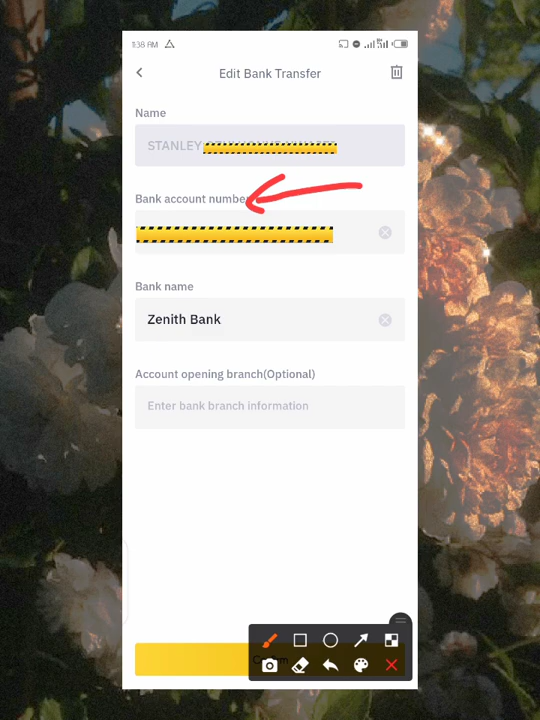 1:38 AM
Edit Bank Transfer
Name
STANLEY
Bank account number
Bank name
Zenith Bank
Account opening branch(Optional)
Enter bank branch information